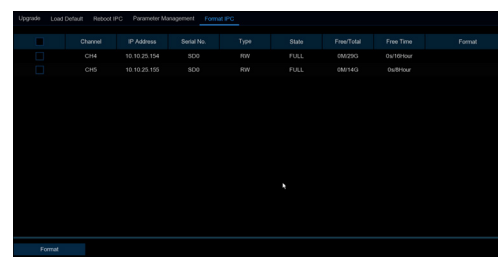 Upgrade Load Default Reboot IPC Parameter Management Format IPC
Channel IP Address Serial No. Type State Free/Total Free Time Format
CH4 10.10.25.154 SD0 RW FULL 0M/29G 0s/16Hour
CH5 10.10.25.155 SD0 RW FULL 0M/14G 0s/8Hour
Format